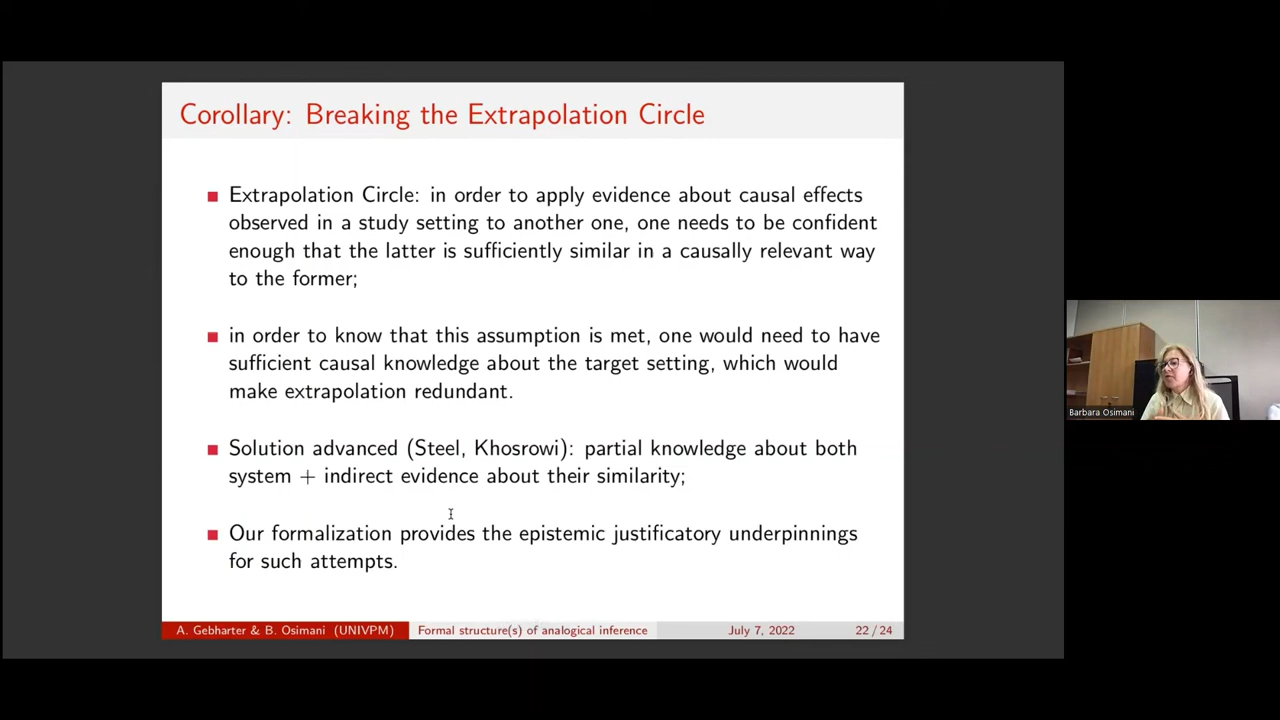 Corollary: Breaking the Extrapolation Circle
Extrapolation Circle: in order to apply evidence about causal effects
observed in a study setting to another one, one needs to be confident
enough that the latter is sufficiently similar in a causally relevant way
to the former;
in order to know that this assumption is met, one would need to have
sufficient causal knowledge about the target setting, which would
make extrapolation redundant.
Solution advanced (Steel, Khosrowi): partial knowledge about both
system + indirect evidence about their similarity;
Our formalization provides the epistemic justificatory underpinnings
for such attempts.
A. Gebharter & B. Osimani (UNIVPM) Formal structure(s) of analogical inference July 7, 2022 22 / 24
Barbara Osimani